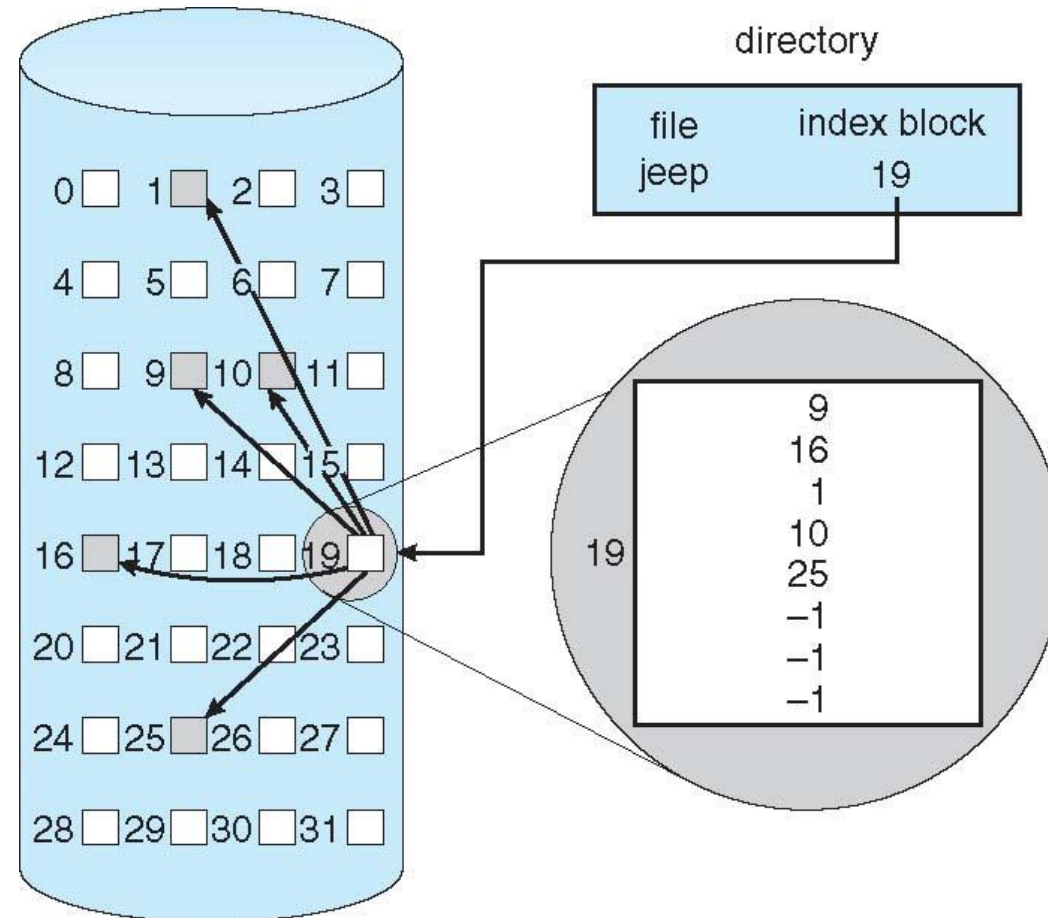 directory
file index block
jeep 19
0 1 2 3
4 5 6 7
8 9 10 11
12 13 14 15
16 17 18 19
20 21 22 23
24 25 26 27
28 29 30 31
19
9
16
1
10
25
–1
–1
–1